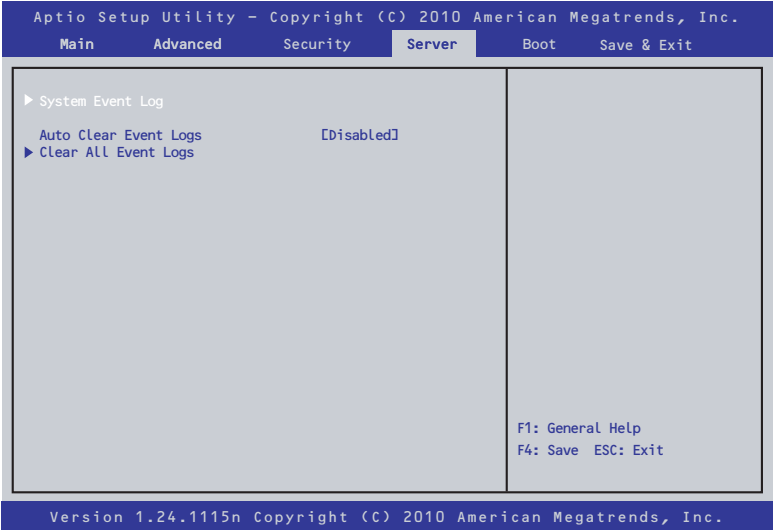 Aptio Setup Utility – Copyright (C) 2010 American Megatrends, Inc.
Main Advanced Security Server Boot Save & Exit
System Event Log
Auto Clear Event Logs [Disabled]
Clear All Event Logs
F1: General Help
F4: Save ESC: Exit
Version 1.24.1115n Copyright (C) 2010 American Megatrends, Inc.